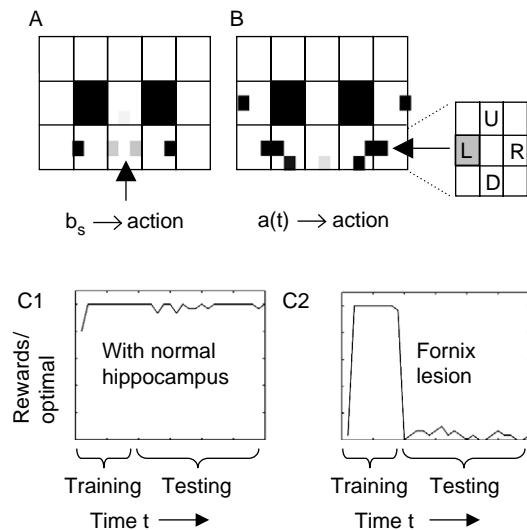 A
B
U
L
R
D
b_s → action
a(t) → action
C1
C2
Rewards/
optimal
With normal
hippocampus
Fornix
lesion
Training
Testing
Training
Testing
Time t →
Time t →